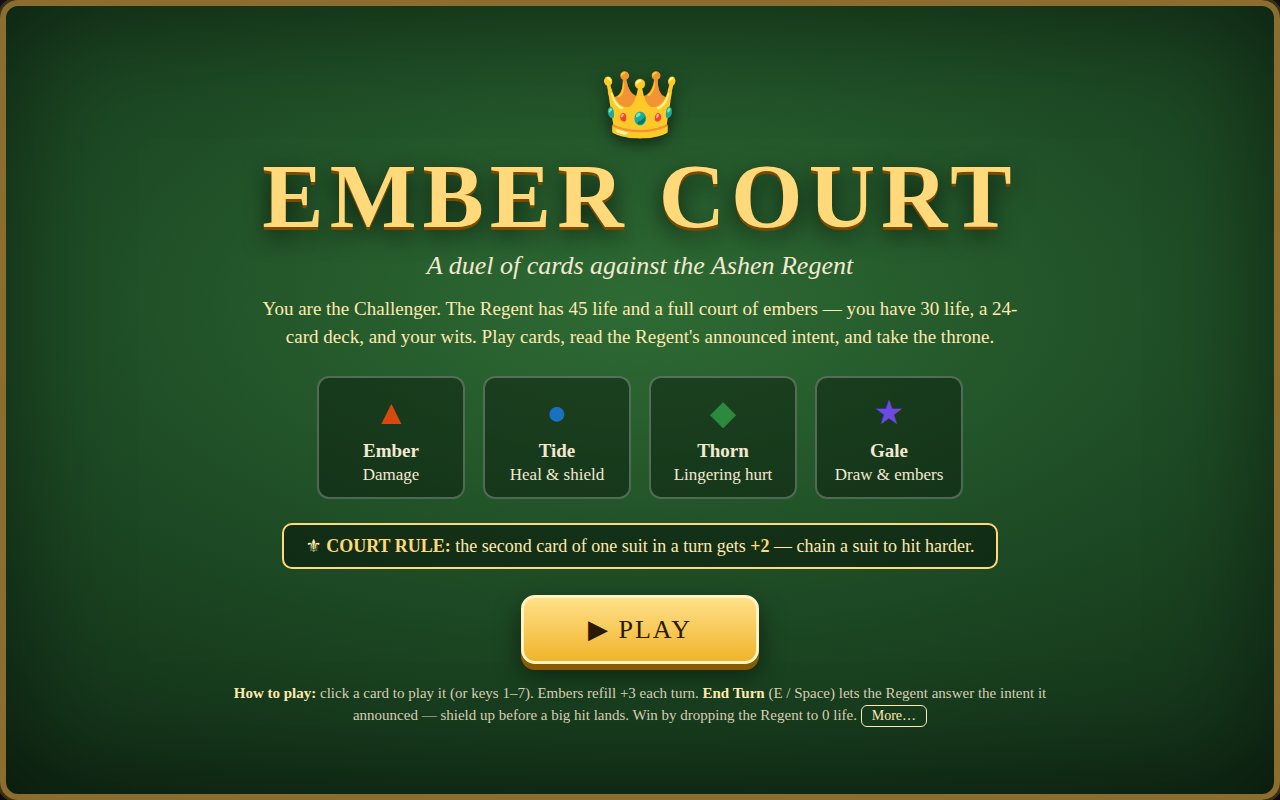 EMBER COURT
A duel of cards against the Ashen Regent
You are the Challenger. The Regent has 45 life and a full court of embers — you have 30 life, a 24-
card deck, and your wits. Play cards, read the Regent's announced intent, and take the throne.
Ember
Damage
Tide
Heal & shield
Thorn
Lingering hurt
Gale
Draw & embers
⚜ COURT RULE: the second card of one suit in a turn gets +2 — chain a suit to hit harder.
▶ PLAY
How to play: click a card to play it (or keys 1–7). Embers refill +3 each turn. End Turn (E / Space) lets the Regent answer the intent it
announced — shield up before a big hit lands. Win by dropping the Regent to 0 life. More…